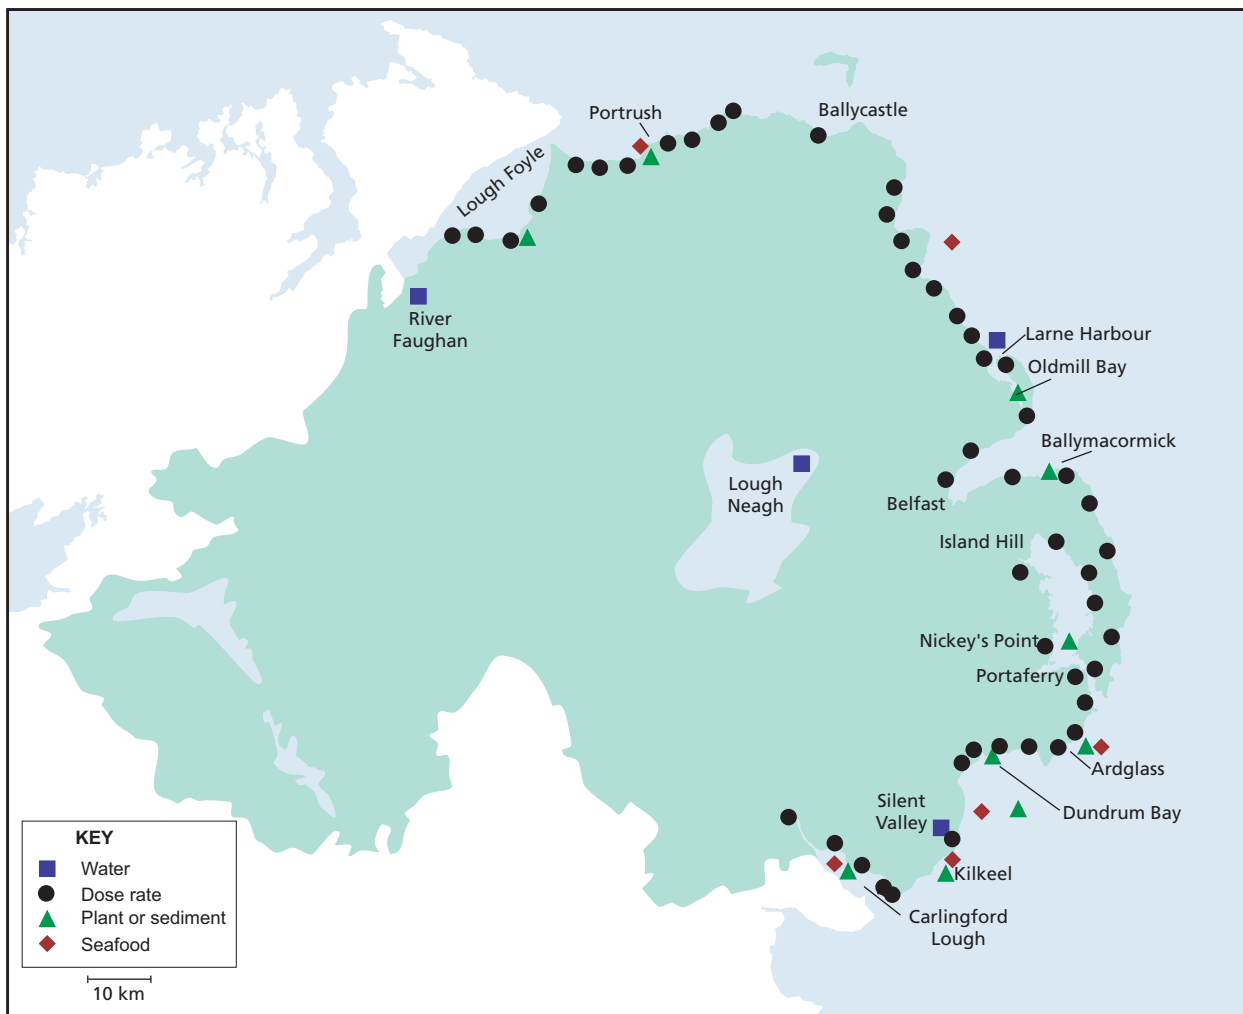 Portrush
Ballycastle
Lough Foyle
River
Faughan
Larne Harbour
Oldmill Bay
Ballymacormick
Lough
Neagh
Belfast
Island Hill
Nickey's Point
Portaferry
Ardglass
Silent
Valley
Dundrum Bay
Kilkeel
Carlingford
Lough
KEY
Water
Dose rate
Plant or sediment
Seafood
10 km